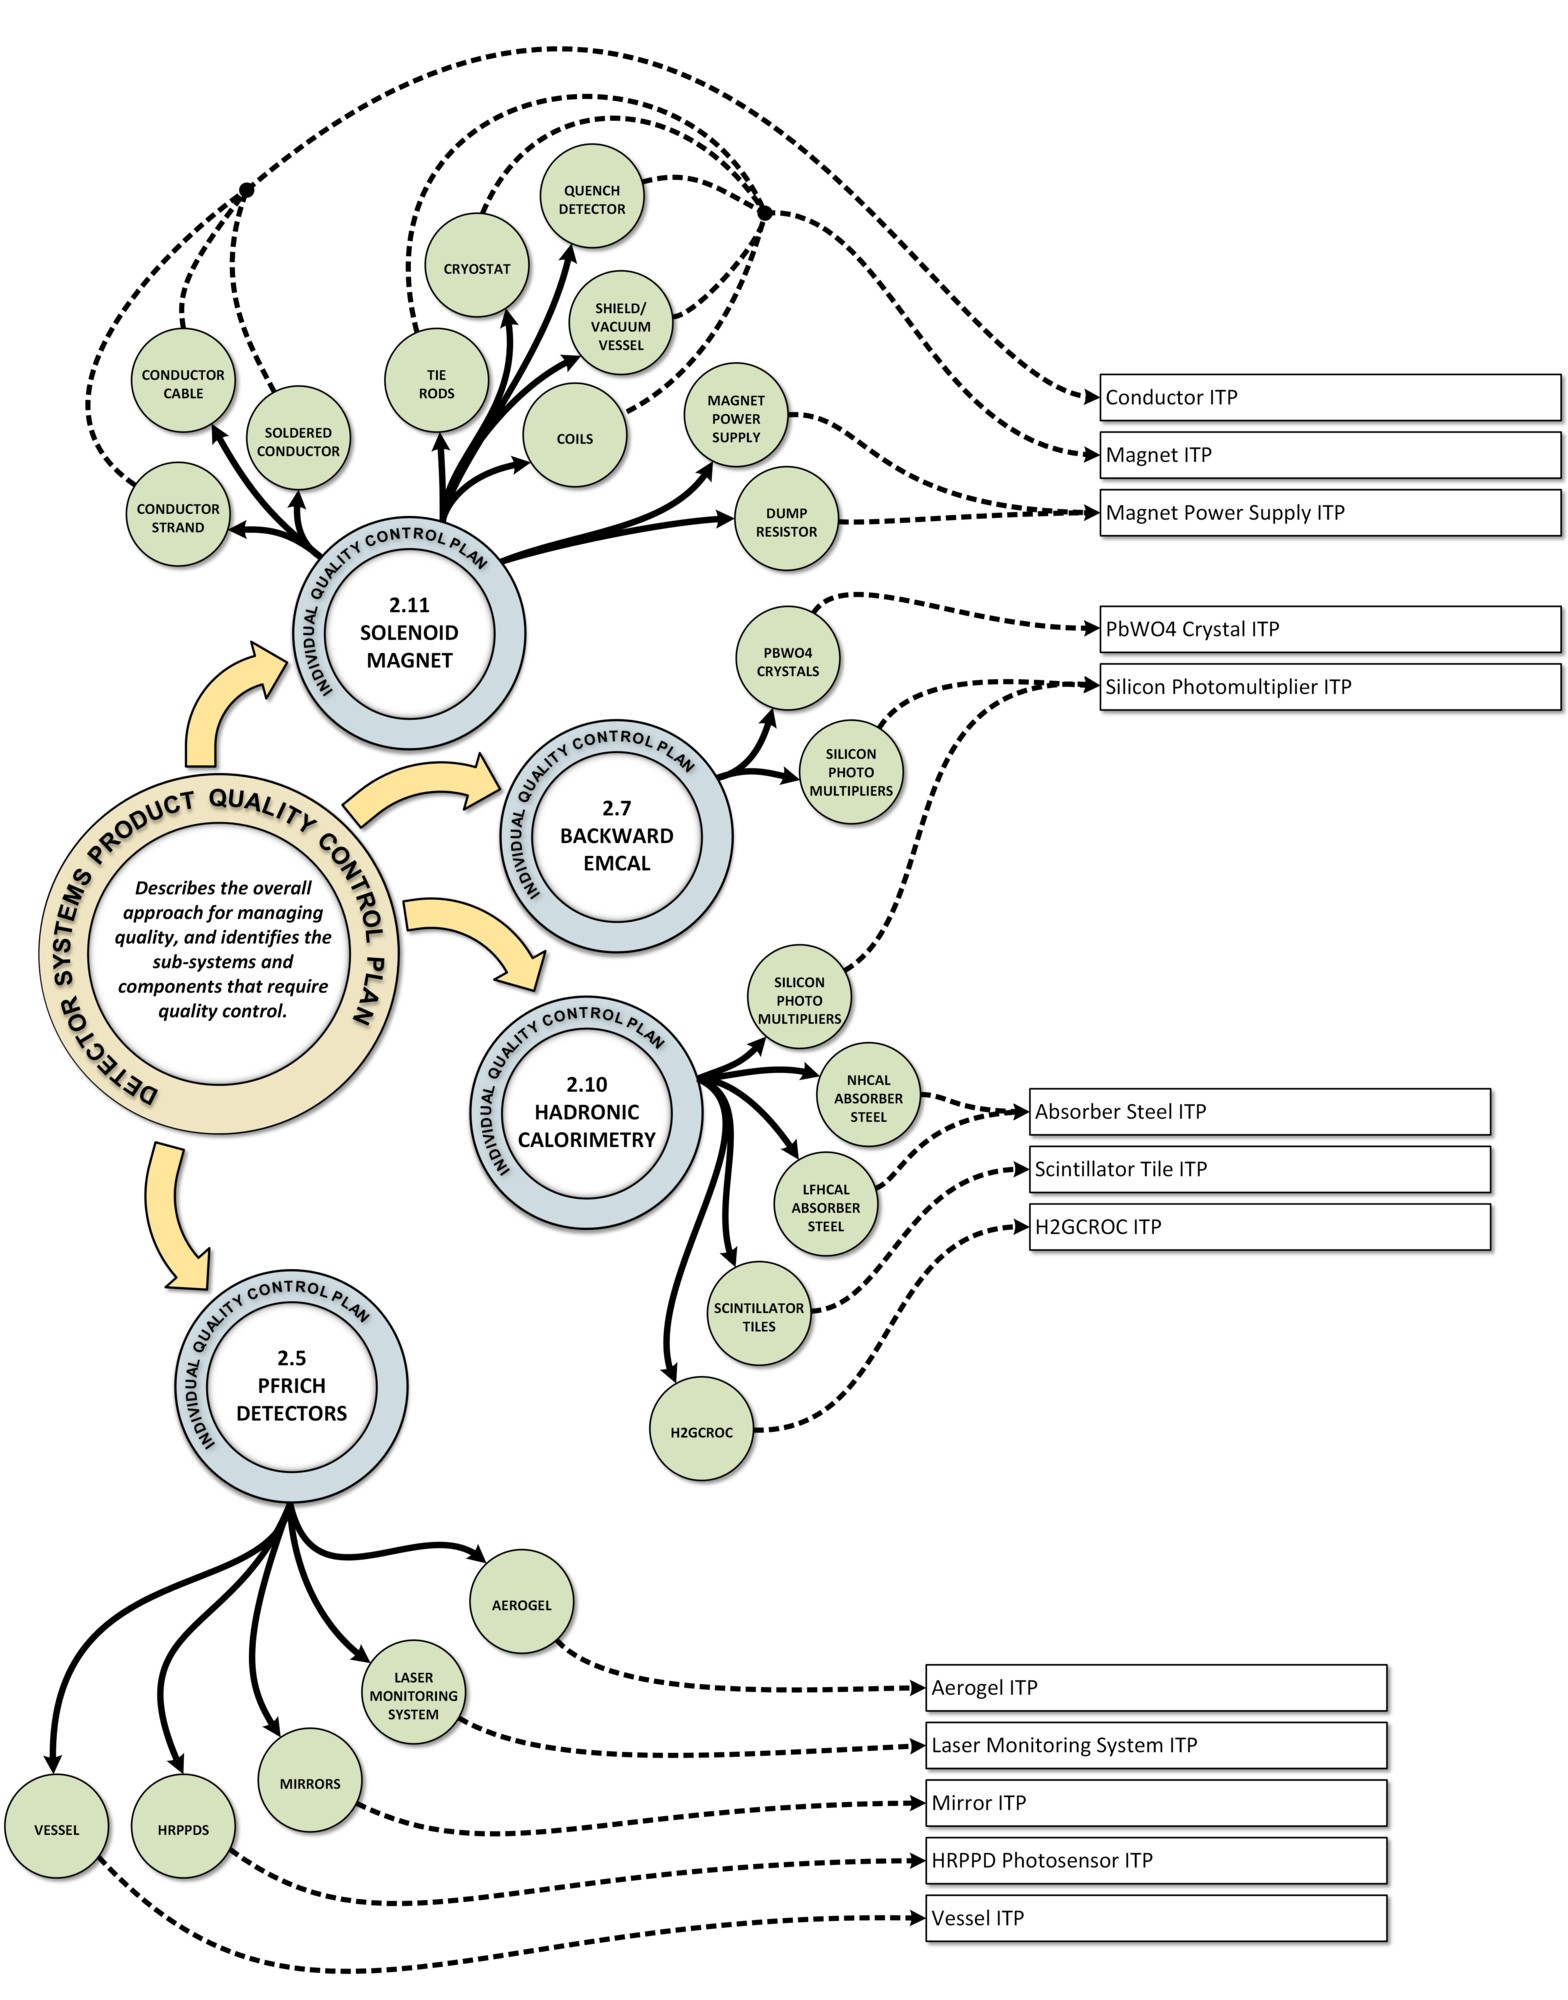 QUENCH
DETECTOR
CRYOSTAT
SHIELD/
VACUUM
VESSEL
CONDUCTOR
CABLE
TIE
RODS
MAGNET
POWER
SUPPLY
SOLDERED
CONDUCTOR
COILS
CONDUCTOR
STRAND
DUMP
RESISTOR
Conductor ITP
Magnet ITP
Magnet Power Supply ITP
INDIVIDUAL QUALITY CONTROL PLAN
2.11
SOLENOID
MAGNET
PBWO4
CRYSTALS
SILICON
PHOTO
MULTIPLIERS
PbWO4 Crystal ITP
Silicon Photomultiplier ITP
INDIVIDUAL QUALITY CONTROL PLAN
2.7
BACKWARD
EMCAL
DETECTOR SYSTEMS PRODUCT QUALITY CONTROL PLAN
Describes the overall
approach for managing
quality, and identifies the
sub-systems and
components that require
quality control.
INDIVIDUAL QUALITY CONTROL PLAN
2.10
HADRONIC
CALORIMETRY
SILICON
PHOTO
MULTIPLIERS
NHCAL
ABSORBER
STEEL
LFHCAL
ABSORBER
STEEL
SCINTILLATOR
TILES
H2GCROC
Absorber Steel ITP
Scintillator Tile ITP
H2GCROC ITP
INDIVIDUAL QUALITY CONTROL PLAN
2.5
PFRICH
DETECTORS
AEROGEL
LASER
MONITORING
SYSTEM
MIRRORS
HRPPDS
VESSEL
Aerogel ITP
Laser Monitoring System ITP
Mirror ITP
HRPPD Photosensor ITP
Vessel ITP